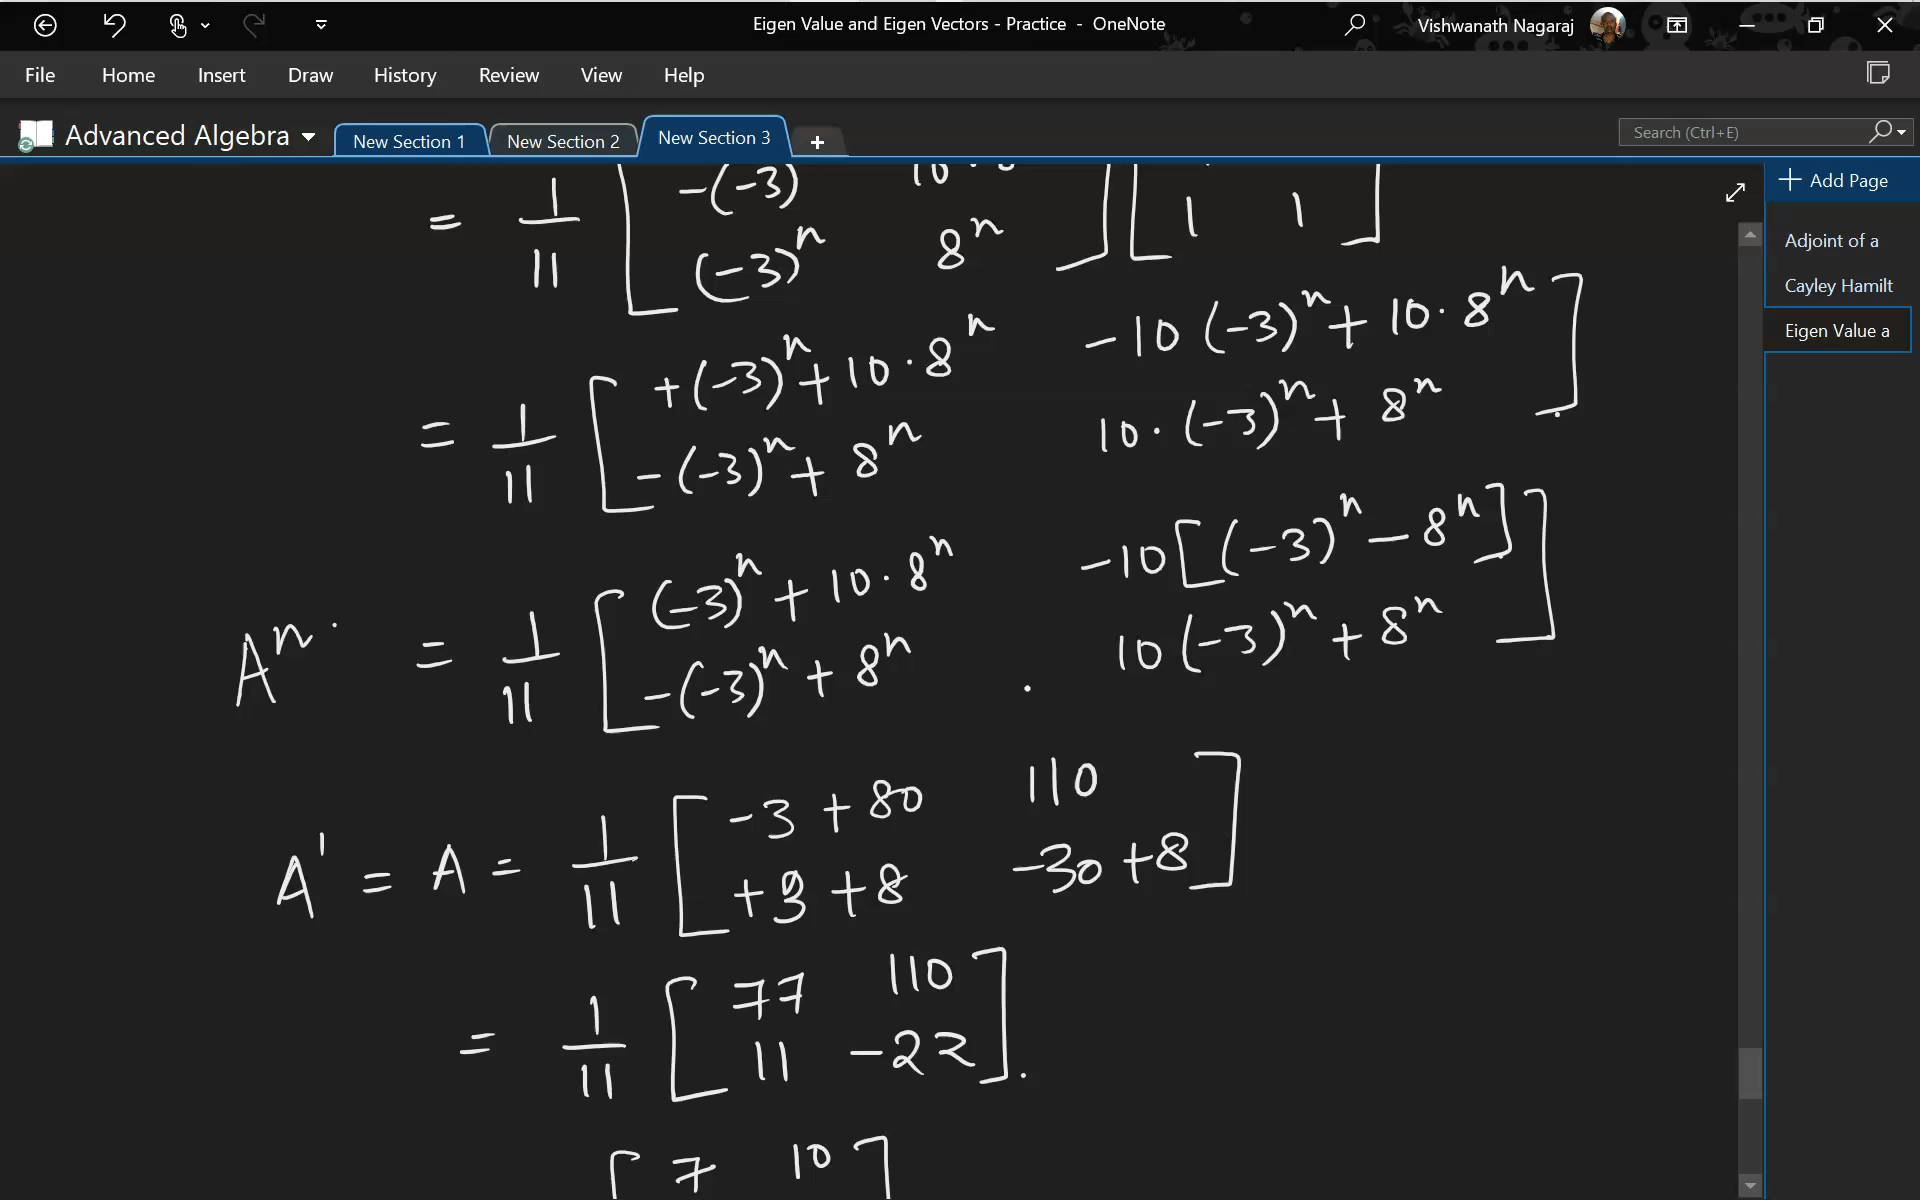 Eigen Value and Eigen Vectors - Practice - OneNote
Vishwanath Nagaraj
File Home Insert Draw History Review View Help
Advanced Algebra New Section 1 New Section 2 New Section 3 +
Search (Ctrl+E)
+ Add Page
Adjoint of a
Cayley Hamilt
Eigen Value a
-(-3)
= 1/11 [ (-3)^n 8^n ] [ 1 1 ]
= 1/11 [ +(-3)^n + 10·8^n -10(-3)^n + 10·8^n
-(-3)^n + 8^n 10·(-3)^n + 8^n ]
A^n = 1/11 [ (-3)^n + 10·8^n -10[(-3)^n - 8^n]
-(-3)^n + 8^n 10(-3)^n + 8^n ]
A^1 = A = 1/11 [ -3 + 80 110
+3 + 8 -30 + 8 ]
= 1/11 [ 77 110
11 -22 ].
[ 7 10 ]